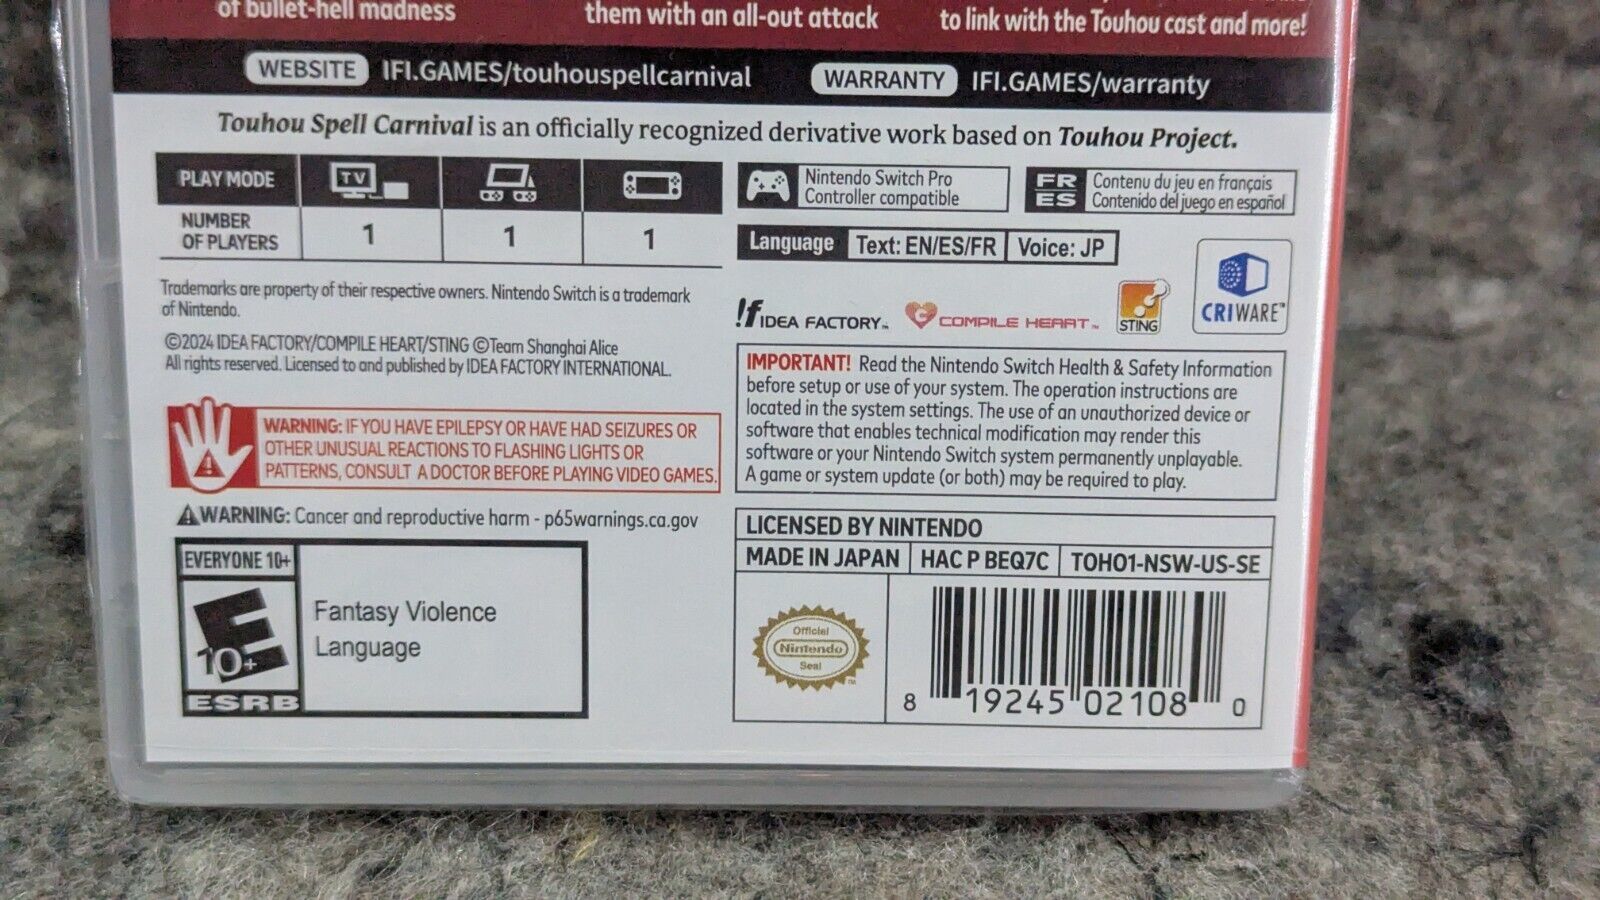 of bullet-hell madness
them with an all-out attack
to link with the Touhou cast and more!
WEBSITE IFI.GAMES/touhouspellcarnival WARRANTY IFI.GAMES/warranty
Touhou Spell Carnival is an officially recognized derivative work based on Touhou Project.
PLAY MODE TV
NUMBER
OF PLAYERS
1 1 1
Nintendo Switch Pro
Controller compatible
FR Contenu du jeu en français
ES Contenido del juego en español
Language Text: EN/ES/FR Voice: JP
Trademarks are property of their respective owners. Nintendo Switch is a trademark
of Nintendo.
©2024 IDEA FACTORY/COMPILE HEART/STING ©Team Shanghai Alice
All rights reserved. Licensed to and published by IDEA FACTORY INTERNATIONAL.
!f IDEA FACTORY™
COMPILE HEART™
STING
CRIWARE™
WARNING: IF YOU HAVE EPILEPSY OR HAVE HAD SEIZURES OR
OTHER UNUSUAL REACTIONS TO FLASHING LIGHTS OR
PATTERNS, CONSULT A DOCTOR BEFORE PLAYING VIDEO GAMES.
IMPORTANT! Read the Nintendo Switch Health & Safety Information
before setup or use of your system. The operation instructions are
located in the system settings. The use of an unauthorized device or
software that enables technical modification may render this
software or your Nintendo Switch system permanently unplayable.
A game or system update (or both) may be required to play.
WARNING: Cancer and reproductive harm - p65warnings.ca.gov
EVERYONE 10+
E
10+
ESRB
Fantasy Violence
Language
LICENSED BY NINTENDO
MADE IN JAPAN HAC P BEQ7C TOHO1-NSW-US-SE
Official
Nintendo
Seal
™
8 19245 02108 0